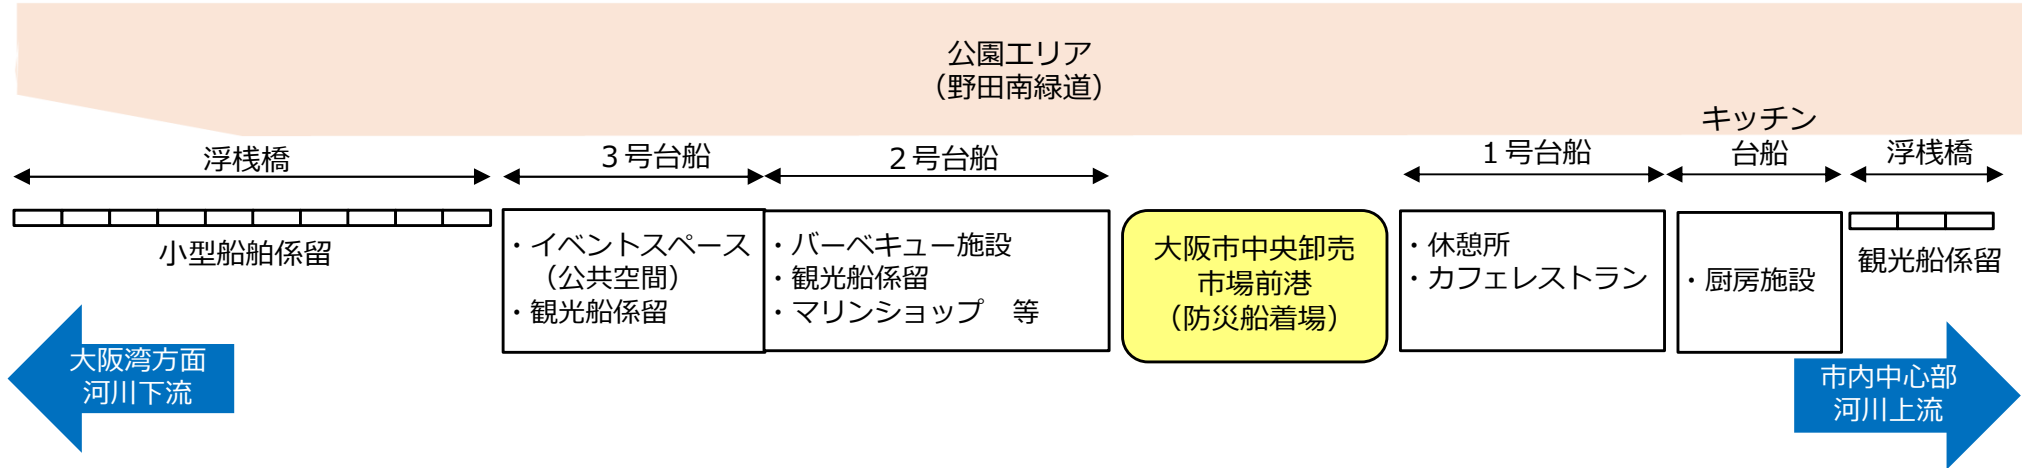 公園エリア
（野田南緑道）
浮桟橋
３号台船
２号台船
１号台船
キッチン
台船
浮桟橋
小型船舶係留
・イベントスペース
（公共空間）
・観光船係留
・バーベキュー施設
・観光船係留
・マリンショップ　等
大阪市中央卸売
市場前港
（防災船着場）
・休憩所
・カフェレストラン
・厨房施設
観光船係留
大阪湾方面
河川下流
市内中心部
河川上流